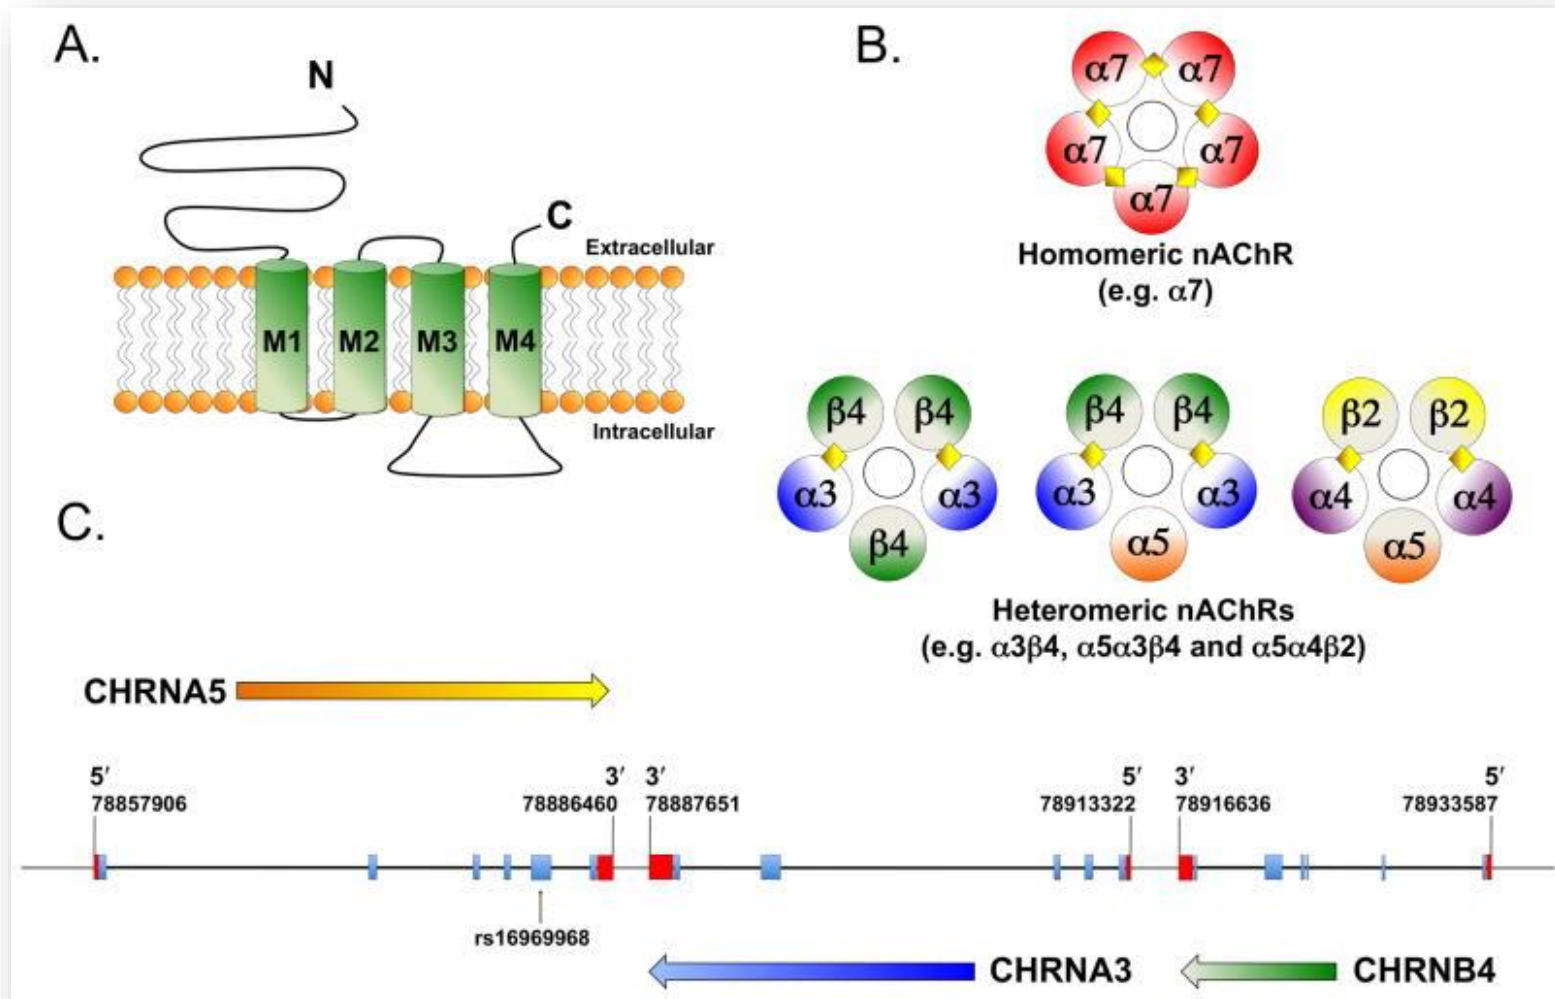 A.
N
C
Extracellular
M1 M2 M3 M4
Intracellular
B.
α7 α7
α7 α7
α7
Homomeric nAChR
(e.g. α7)
β4 β4 β4 β4 β2 β2
α3 α3 α3 α3 α4 α4
β4 α5 α5
Heteromeric nAChRs
(e.g. α3β4, α5α3β4 and α5α4β2)
C.
CHRNA5
5′ 3′ 3′ 5′ 3′ 5′
78857906 78886460 78887651 78913322 78916636 78933587
rs16969968
CHRNA3 CHRNB4